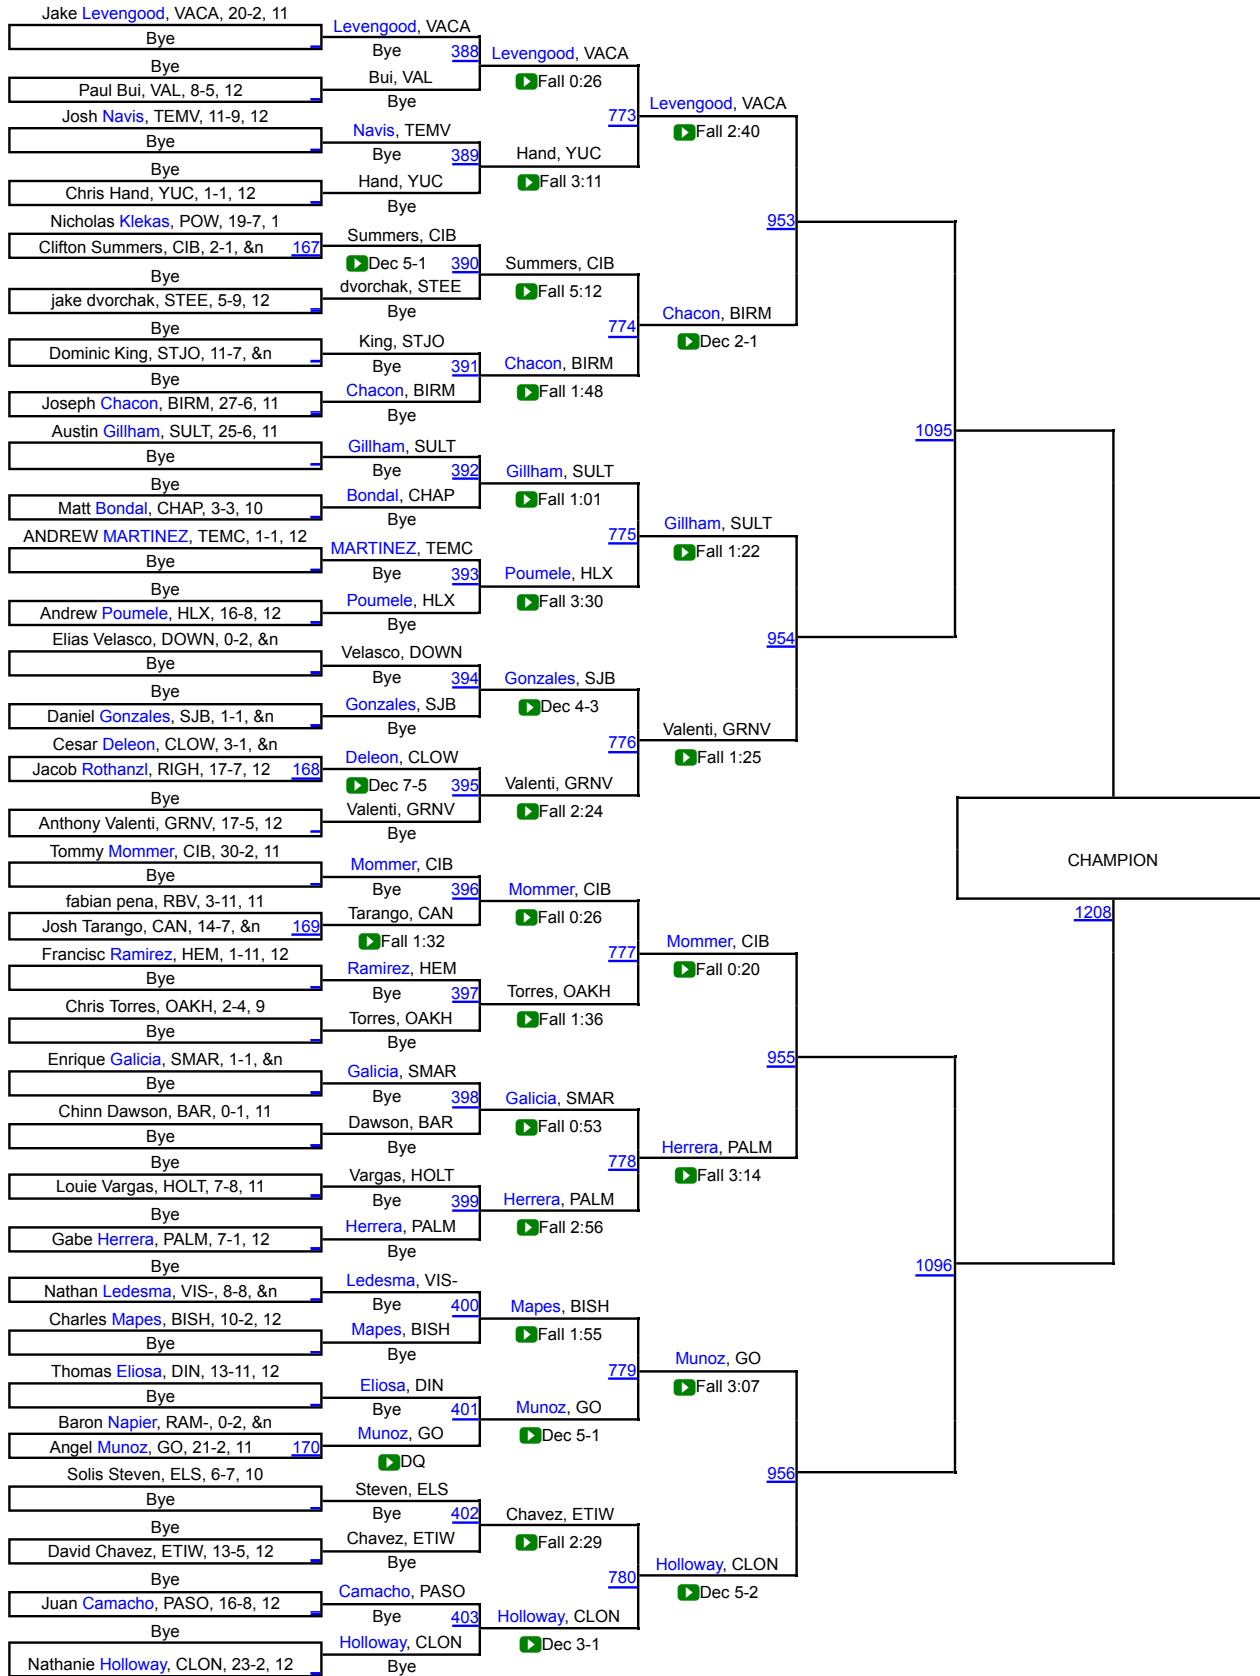 Jake Levengood, VACA, 20-2, 11
Bye
Bye
Paul Bui, VAL, 8-5, 12
Josh Navis, TEMV, 11-9, 12
Bye
Bye
Chris Hand, YUC, 1-1, 12
Nicholas Klekas, POW, 19-7, 1
Clifton Summers, CIB, 2-1, &n 167
Bye
jake dvorchak, STEE, 5-9, 12
Bye
Dominic King, STJO, 11-7, &n
Bye
Joseph Chacon, BIRM, 27-6, 11
Austin Gillham, SULT, 25-6, 11
Bye
Bye
Matt Bondal, CHAP, 3-3, 10
ANDREW MARTINEZ, TEMC, 1-1, 12
Bye
Bye
Andrew Poumele, HLX, 16-8, 12
Elias Velasco, DOWN, 0-2, &n
Bye
Bye
Daniel Gonzales, SJB, 1-1, &n
Cesar Deleon, CLOW, 3-1, &n
Jacob Rothanzl, RIGH, 17-7, 12 168
Bye
Anthony Valenti, GRNV, 17-5, 12
Tommy Mommer, CIB, 30-2, 11
Bye
fabian pena, RBV, 3-11, 11
Josh Tarango, CAN, 14-7, &n 169
Francisc Ramirez, HEM, 1-11, 12
Bye
Chris Torres, OAKH, 2-4, 9
Bye
Enrique Galicia, SMAR, 1-1, &n
Bye
Chinn Dawson, BAR, 0-1, 11
Bye
Bye
Louie Vargas, HOLT, 7-8, 11
Bye
Gabe Herrera, PALM, 7-1, 12
Bye
Nathan Ledesma, VIS-, 8-8, &n
Charles Mapes, BISH, 10-2, 12
Bye
Thomas Eliosa, DIN, 13-11, 12
Bye
Baron Napier, RAM-, 0-2, &n
Angel Munoz, GO, 21-2, 11 170
Solis Steven, ELS, 6-7, 10
Bye
Bye
David Chavez, ETIW, 13-5, 12
Bye
Juan Camacho, PASO, 16-8, 12
Bye
Nathanie Holloway, CLON, 23-2, 12
Levengood, VACA
Bye 388
Bui, VAL
Bye
Navis, TEMV
Bye 389
Hand, YUC
Bye
Summers, CIB
Dec 5-1 390
dvorchak, STEE
Bye
King, STJO
Bye 391
Chacon, BIRM
Bye
Gillham, SULT
Bye 392
Bondal, CHAP
Bye
MARTINEZ, TEMC
Bye 393
Poumele, HLX
Bye
Velasco, DOWN
Bye 394
Gonzales, SJB
Bye
Deleon, CLOW
Dec 7-5 395
Valenti, GRNV
Bye
Mommer, CIB
Bye 396
Tarango, CAN
Fall 1:32
Ramirez, HEM
Bye 397
Torres, OAKH
Bye
Galicia, SMAR
Bye 398
Dawson, BAR
Bye
Vargas, HOLT
Bye 399
Herrera, PALM
Bye
Ledesma, VIS-
Bye 400
Mapes, BISH
Bye
Eliosa, DIN
Bye 401
Munoz, GO
DQ
Steven, ELS
Bye 402
Chavez, ETIW
Bye
Camacho, PASO
Bye 403
Holloway, CLON
Bye
Levengood, VACA
Fall 0:26
773
Hand, YUC
Fall 3:11
Summers, CIB
Fall 5:12
774
Chacon, BIRM
Fall 1:48
Gillham, SULT
Fall 1:01
775
Poumele, HLX
Fall 3:30
Gonzales, SJB
Dec 4-3
776
Valenti, GRNV
Fall 2:24
Mommer, CIB
Fall 0:26
777
Torres, OAKH
Fall 1:36
Galicia, SMAR
Fall 0:53
778
Herrera, PALM
Fall 2:56
Mapes, BISH
Fall 1:55
779
Munoz, GO
Dec 5-1
Chavez, ETIW
Fall 2:29
780
Holloway, CLON
Dec 3-1
Levengood, VACA
Fall 2:40
953
Chacon, BIRM
Dec 2-1
Gillham, SULT
Fall 1:22
954
Valenti, GRNV
Fall 1:25
Mommer, CIB
Fall 0:20
955
Herrera, PALM
Fall 3:14
Munoz, GO
Fall 3:07
956
Holloway, CLON
Dec 5-2
1095
1096
CHAMPION
1208